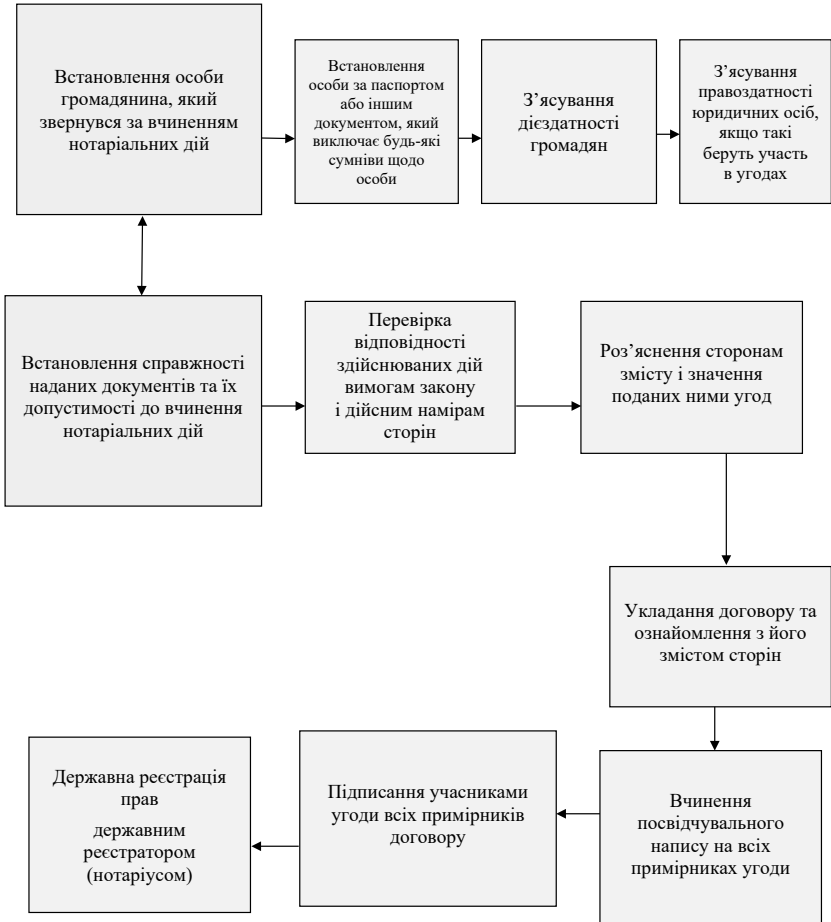 Встановлення особи
громадянина, який
звернувся за вчиненням
нотаріальних дій
Встановлення
особи за паспортом
або іншим
документом, який
виключає будь-які
сумніви щодо
особи
З’ясування
дієздатності
громадян
З’ясування
правоздатності
юридичних осіб,
якщо такі
беруть участь
в угодах
Встановлення справжності
наданих документів та їх
допустимості до вчинення
нотаріальних дій
Перевірка
відповідності
здійснюваних дій
вимогам закону
і дійсним намірам
сторін
Роз’яснення сторонам
змісту і значення
поданих ними угод
Укладання договору та
ознайомлення з його
змістом сторін
Вчинення
посвідчувального
напису на всіх
примірниках угоди
Підписання учасниками
угоди всіх примірників
договору
Державна реєстрація
прав
державним
реєстратором
(нотаріусом)